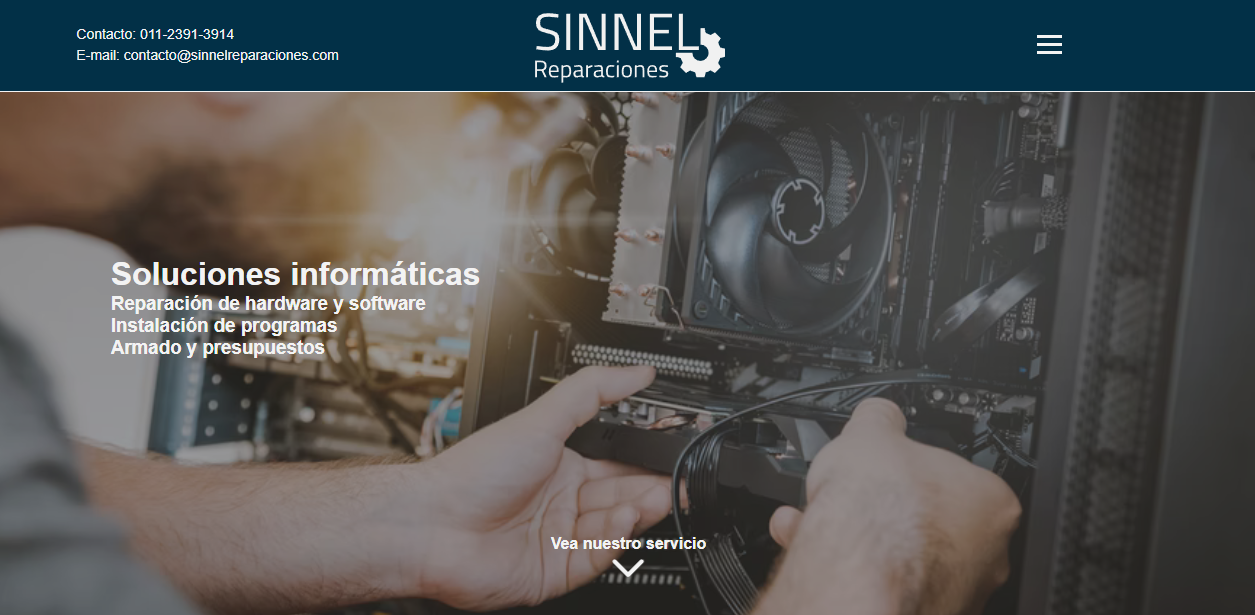 Contacto: 011-2391-3914
E-mail: contacto@sinnelreparaciones.com
SINNEL
Reparaciones
Soluciones informáticas
Reparación de hardware y software
Instalación de programas
Armado y presupuestos
Vea nuestro servicio